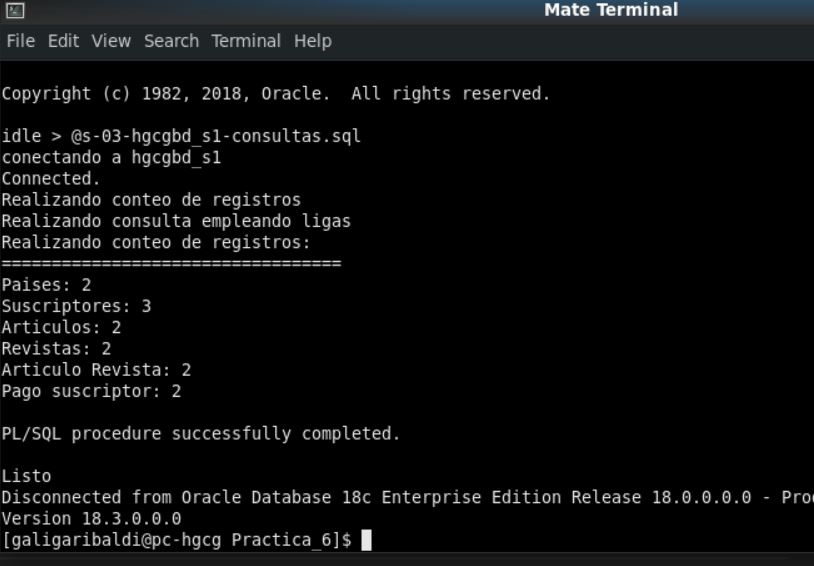 Mate Terminal
File Edit View Search Terminal Help
Copyright (c) 1982, 2018, Oracle.  All rights reserved.
idle > @s-03-hgcgbd_s1-consultas.sql
conectando a hgcgbd_s1
Connected.
Realizando conteo de registros
Realizando consulta empleando ligas
Realizando conteo de registros:
==================================
Paises: 2
Suscriptores: 3
Articulos: 2
Revistas: 2
Articulo Revista: 2
Pago suscriptor: 2
PL/SQL procedure successfully completed.
Listo
Disconnected from Oracle Database 18c Enterprise Edition Release 18.0.0.0.0 - Proc
Version 18.3.0.0.0
[galigaribaldi@pc-hgcg Practica_6]$